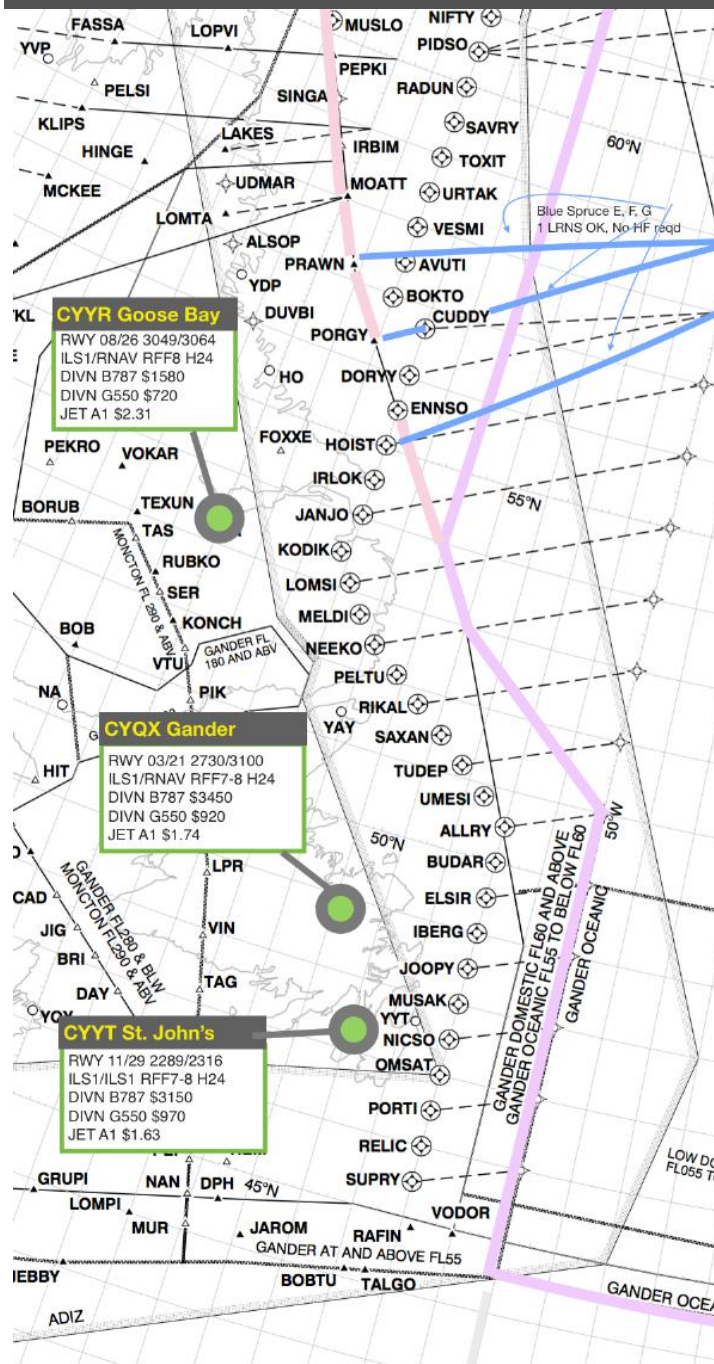 FASSA
LOPVI
MUSLO
NIFTY
PIDSO
YVP
PEPKI
PELSI
SINGA
RADUN
KLIPS
SAVRY
60°N
LAKES
IRBIM
HINGE
TOXIT
MCKEE
UDMAR
MOATT
URTAK
LOMTA
Blue Spruce E, F, G
1 LRNS OK, No HF reqd
VESMI
ALSOP
PRAWN
AVUTI
YDP
BOKTO
CUDDY
CYYR Goose Bay
RWY 08/26 3049/3064
ILS1/RNAV RFF8 H24
DIVN B787 $1580
DIVN G550 $720
JET A1 $2.31
DUVBI
PORGY
HO
DORYY
ENNSO
FOXXE
HOIST
PEKRO
VOKAR
IRLOK
BORUB
TEXUN
JANJO
55°N
TAS
MONCTON FL 290 & ABV
KODIK
RUBKO
SER
LOMSI
KONCH
MELDI
BOB
GANDER FL
180 AND ABV
NEEKO
VTU
PELTU
NA
PIK
RIKAL
YAY
SAXAN
CYQX Gander
RWY 03/21 2730/3100
ILS1/RNAV RFF7-8 H24
DIVN B787 $3450
DIVN G550 $920
JET A1 $1.74
HIT
TUDEP
UMESI
50°W
ALLRY
50°N
BUDAR
LPR
GANDER FL280 & BLW
MONCTON FL290 & ABV
CAD
ELSIR
JIG
VIN
IBERG
BRI
JOOPY
DAY
TAG
MUSAK
YYT
NICSO
GANDER DOMESTIC FL60 AND ABOVE
GANDER OCEANIC FL55 TO BELOW FL60
GANDER OCEANIC
CYYT St. John's
RWY 11/29 2289/2316
ILS1/ILS1 RFF7-8 H24
DIVN B787 $3150
DIVN G550 $970
JET A1 $1.63
OMSAT
PORTI
RELIC
LOW
FL055
SUPRY
GRUPI
NAN
DPH
45°N
LOMPI
VODOR
MUR
JAROM
RAFIN
GANDER AT AND ABOVE FL55
BOBTU
TALGO
GANDER
ADIZ